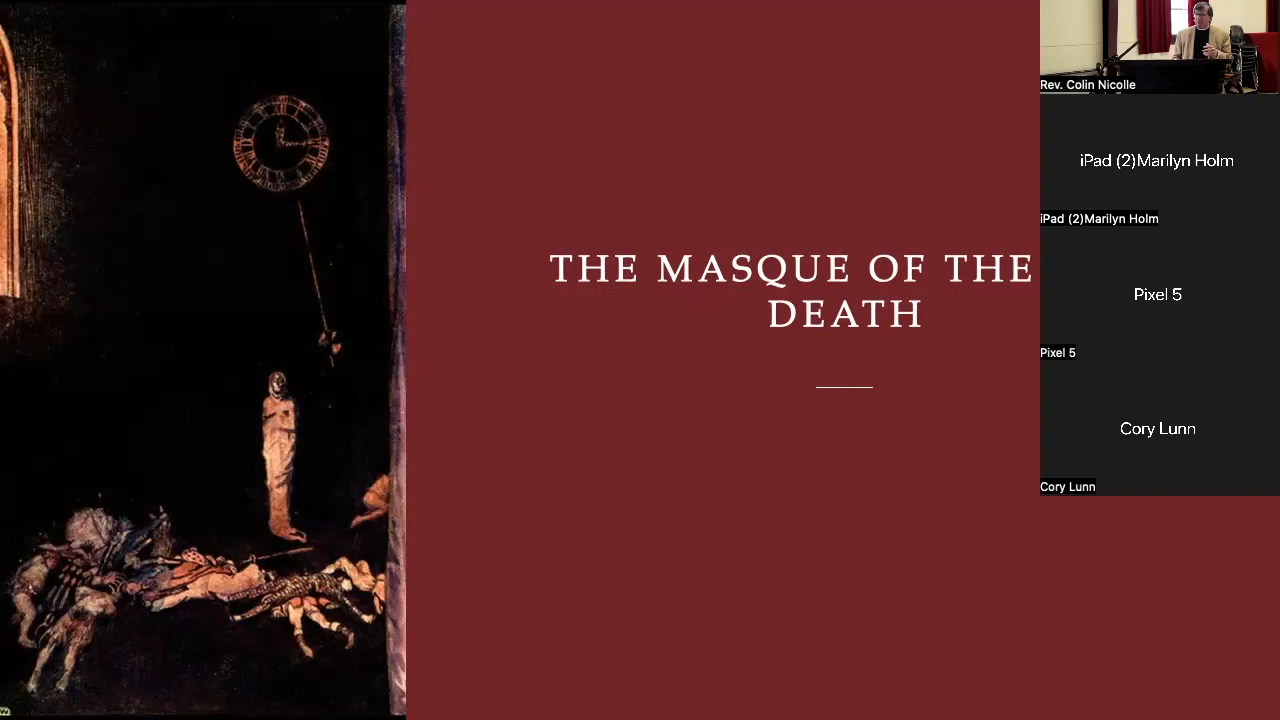 THE MASQUE OF THE
DEATH
Rev. Colin Nicolle
iPad (2)Marilyn Holm
iPad (2)Marilyn Holm
Pixel 5
Pixel 5
Cory Lunn
Cory Lunn